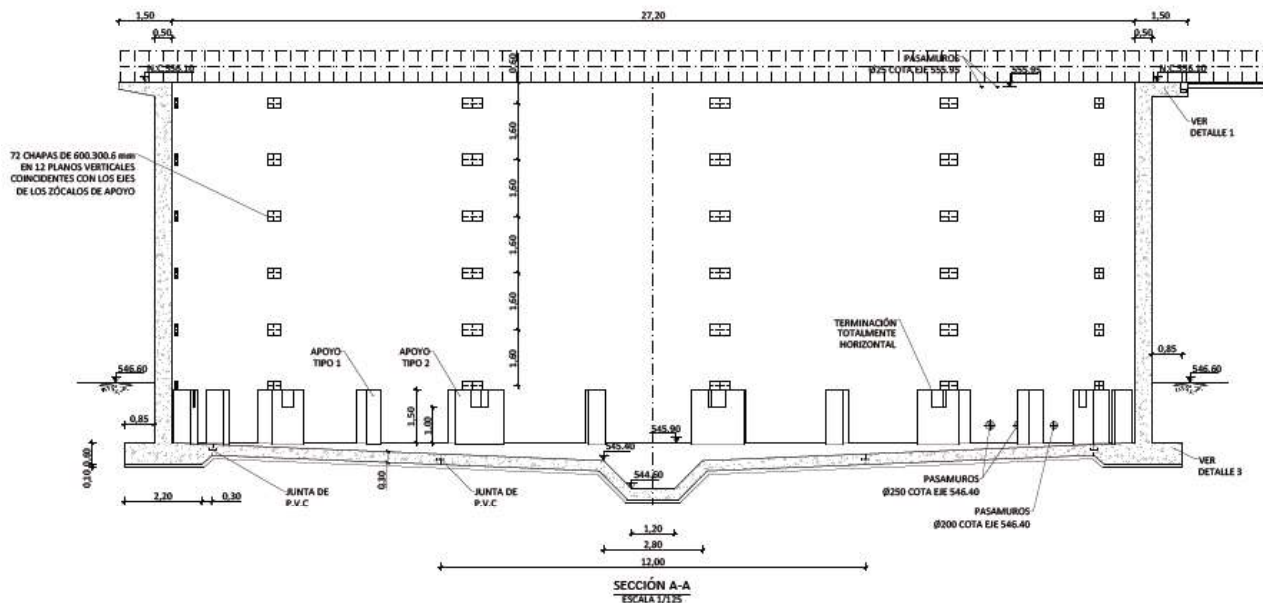 1,50
27,20
1,50
0,50
0,50
0,60
N.C.556.10
PASAMUROS
Ø25 COTA EJE 555.95
555.95
N.C.556.10
VER
DETALLE 1
1,60
72 CHAPAS DE 600.300.6 mm
EN 12 PLANOS VERTICALES
COINCIDENTES CON LOS EJES
DE LOS ZÓCALOS DE APOYO
1,60
1,60
1,60
1,60
TERMINACIÓN
TOTALMENTE
HORIZONTAL
APOYO
TIPO 1
APOYO
TIPO 2
0,85
546.60
546.60
0,85
1,50
1,00
545.90
545.40
544.60
0,10
0,60
0,30
2,20
0,30
JUNTA DE
P.V.C
JUNTA DE
P.V.C
PASAMUROS
Ø250 COTA EJE 546.40
PASAMUROS
Ø200 COTA EJE 546.40
VER
DETALLE 3
1,20
2,80
12,00
SECCIÓN A-A
ESCALA 1/125